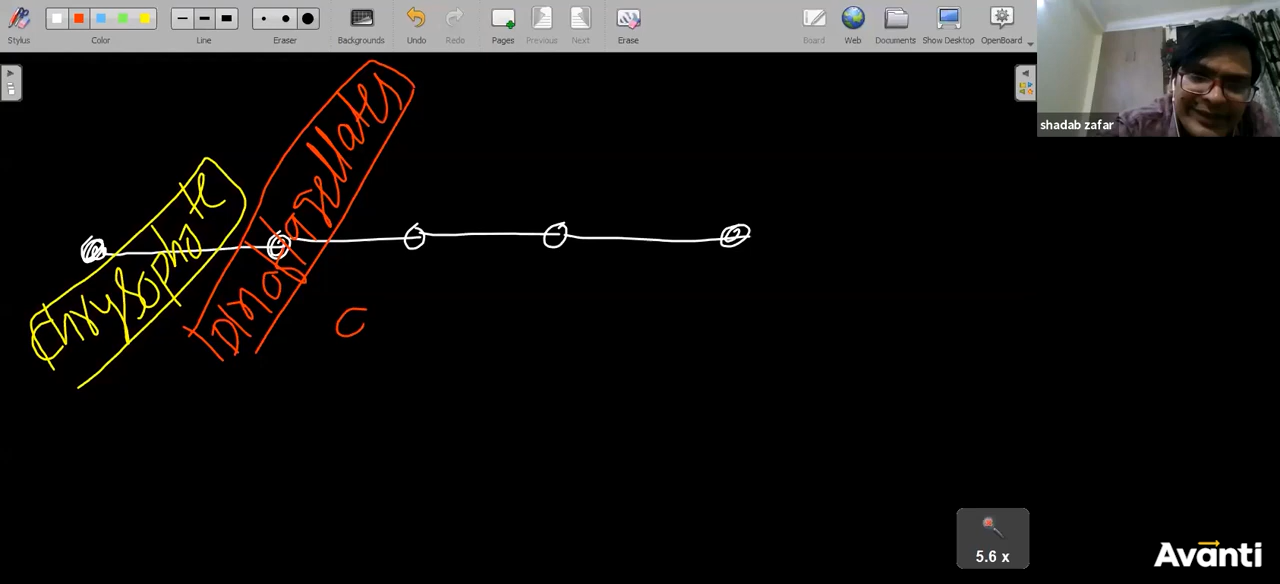 Stylus
Color
Line
Eraser
Backgrounds
Undo
Redo
Pages
Previous
Next
Erase
Board
Web
Documents
Show Desktop
OpenBoard
shadab zafar
Chrysophote
Dinoflagellates
C
5.6 x
Avanti